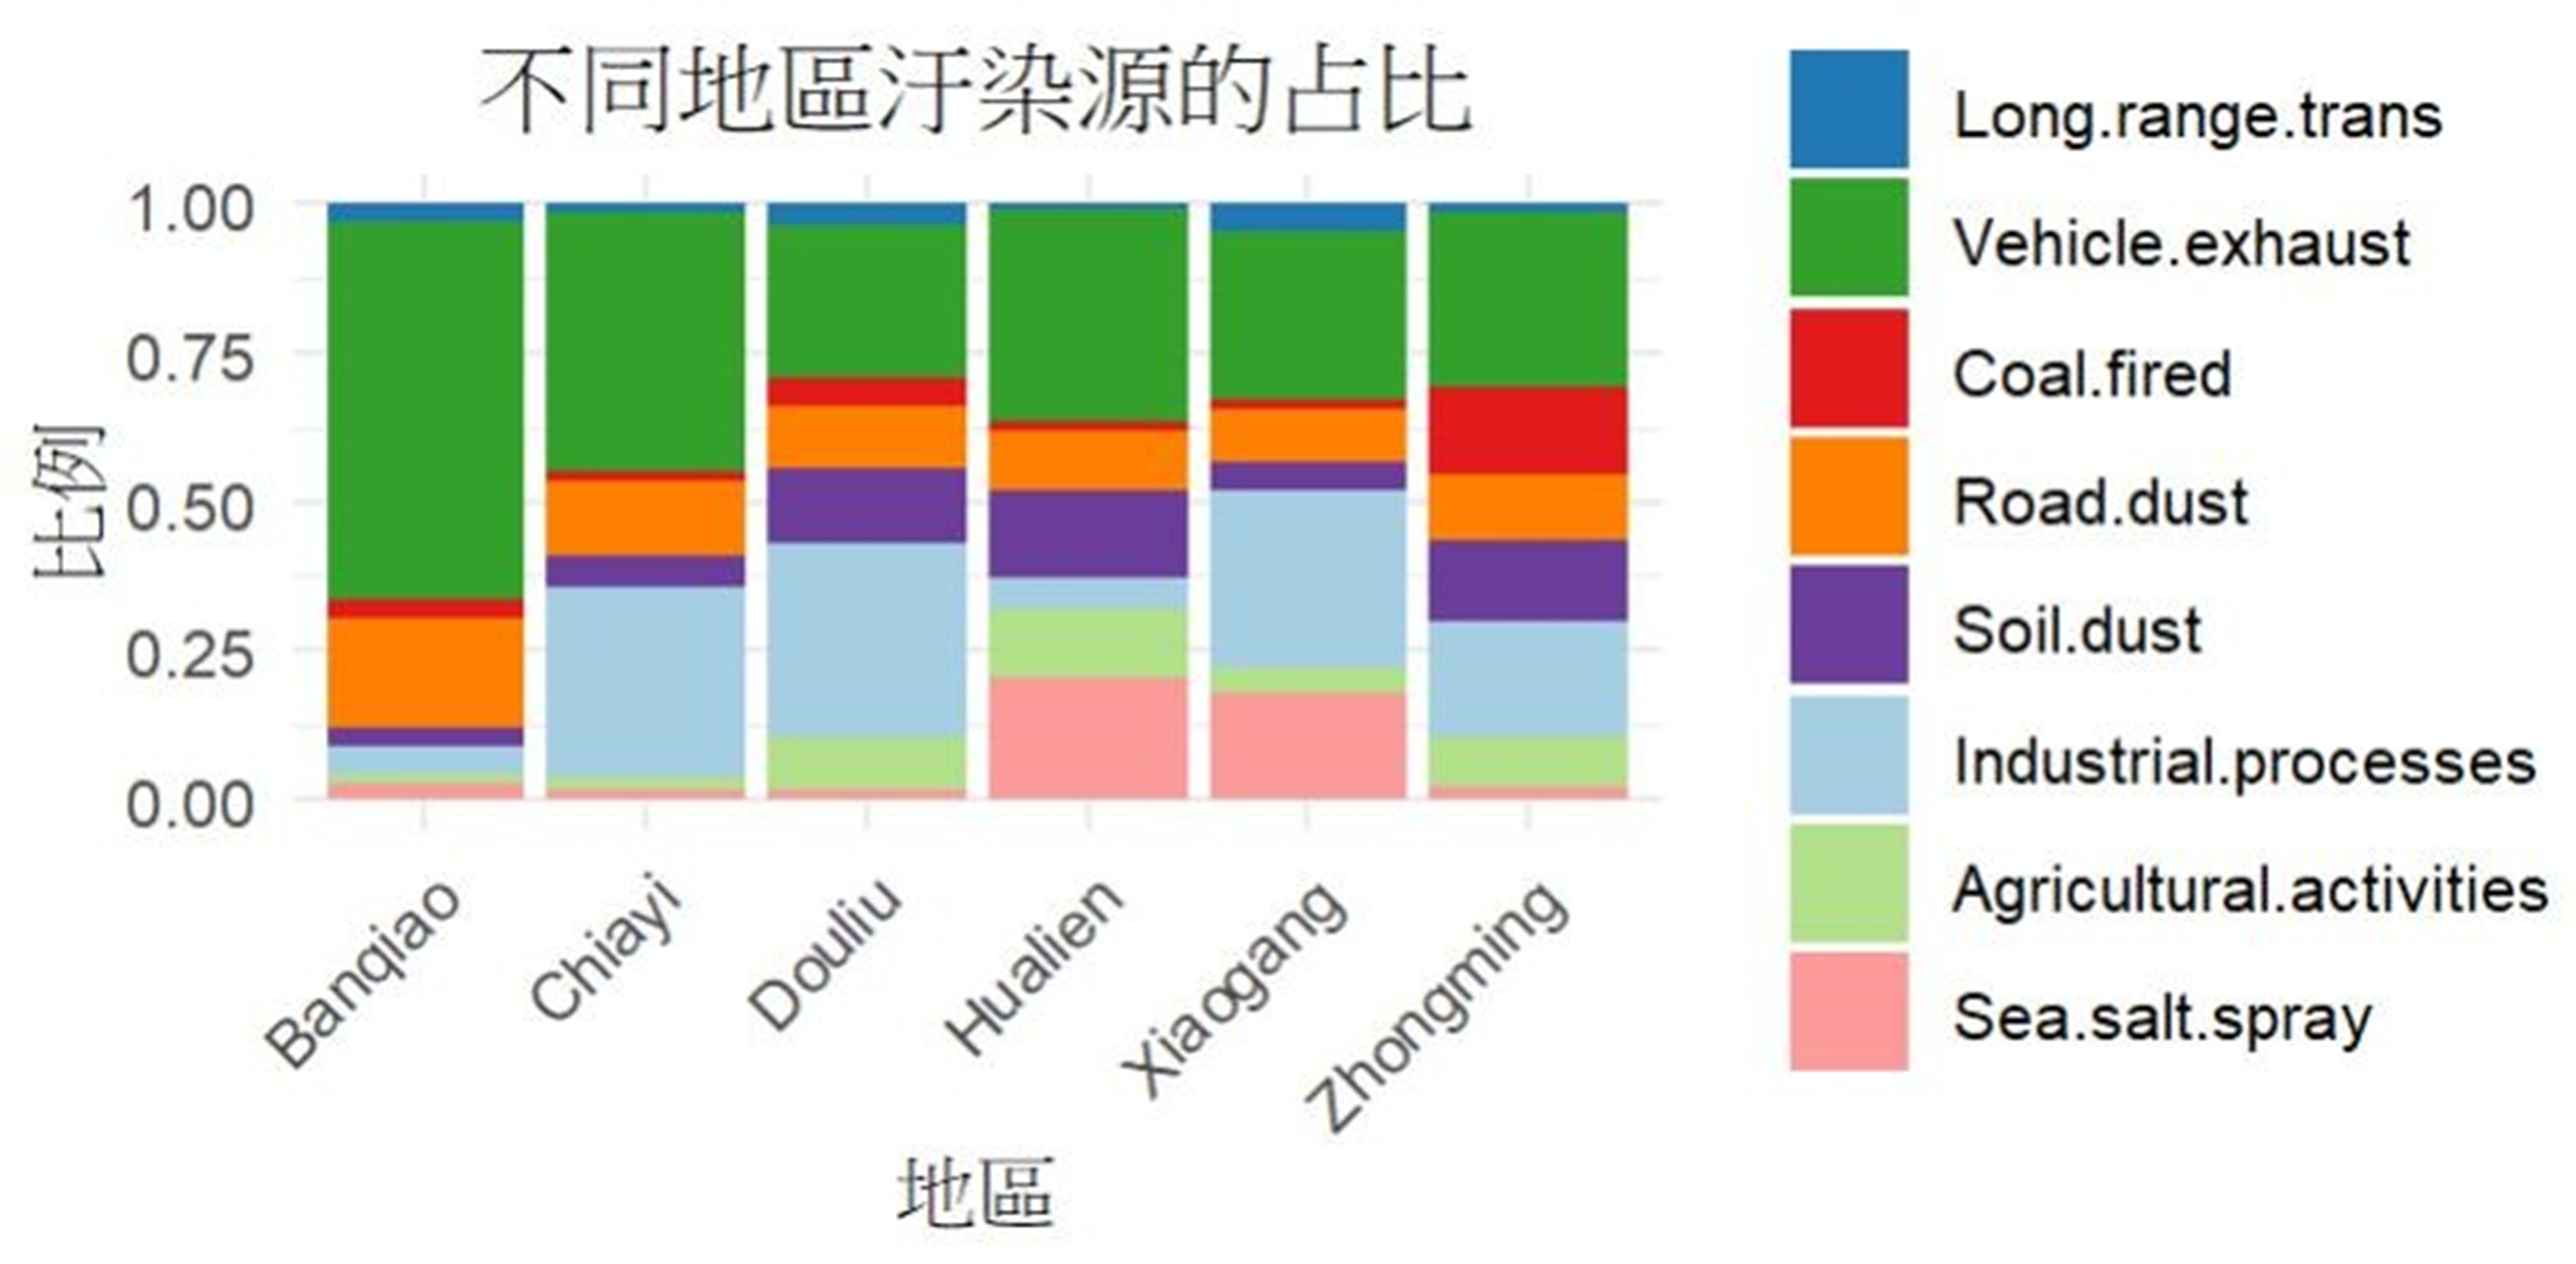 不同地區汙染源的占比
比例
1.00
0.75
0.50
0.25
0.00
Banqiao
Chiayi
Douliu
Hualien
Xiaogang
Zhongming
地區
Long.range.trans
Vehicle.exhaust
Coal.fired
Road.dust
Soil.dust
Industrial.processes
Agricultural.activities
Sea.salt.spray